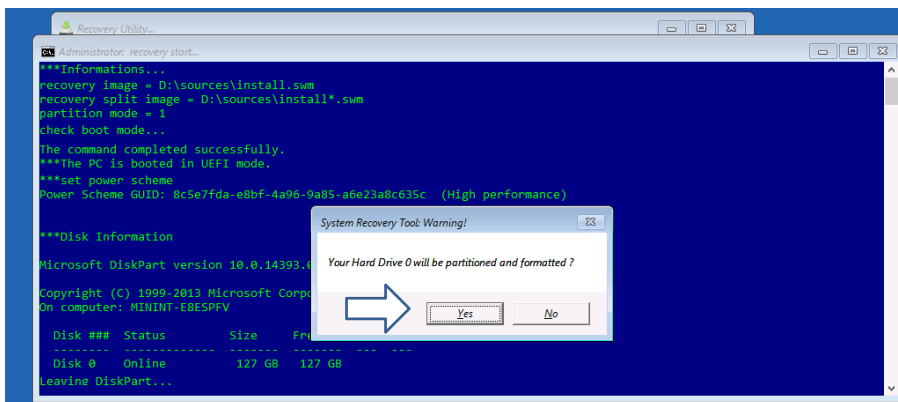 Recovery Utility...
Administrator: recovery start...
***Informations...
recovery image = D:\sources\install.swm
recovery split image = D:\sources\install*.swm
partition mode = 1
check boot mode...
The command completed successfully.
***The PC is booted in UEFI mode.
***set power scheme
Power Scheme GUID: 8c5e7fda-e8bf-4a96-9a85-a6e23a8c635c (High performance)
System Recovery Tool: Warning!
***Disk Information
Your Hard Drive 0 will be partitioned and formatted ?
Microsoft DiskPart version 10.0.14393.
Copyright (C) 1999-2013 Microsoft Corpo
On computer: MININT-E8ESPFV
Yes No
Disk ### Status Size Fre
-------- ------------- ------- ------- --- ---
Disk 0 Online 127 GB 127 GB
Leaving DiskPart...